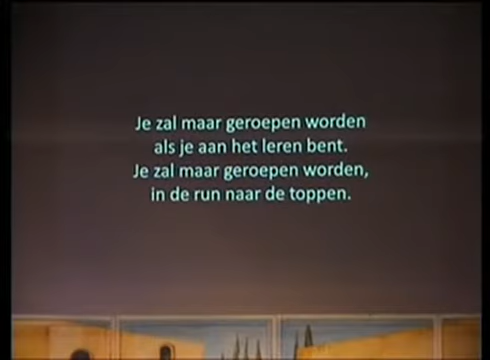 Je zal maar geroepen worden
als je aan het leren bent.
Je zal maar geroepen worden,
in de run naar de toppen.